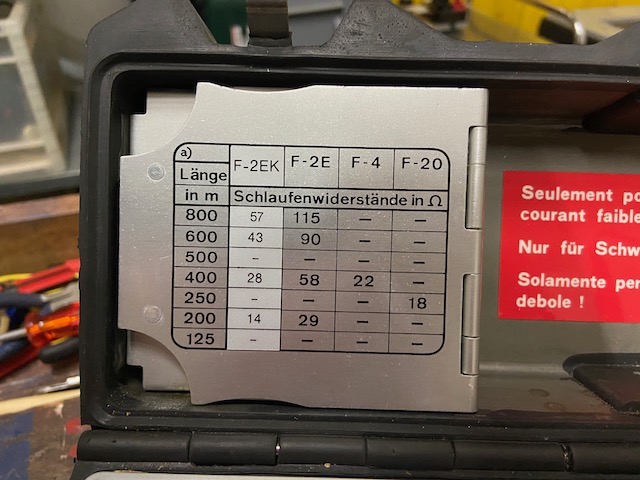 a) F-2EK F-2E F-4 F-20
Länge
in m Schlaufenwiderstände in Ω
800 57 115 – –
600 43 90 – –
500 - – – –
400 28 58 22 –
250 - – – 18
200 14 29 – –
125 - – – –
Seulement po
courant faible
Nur für Schw
Solamente per
debole !